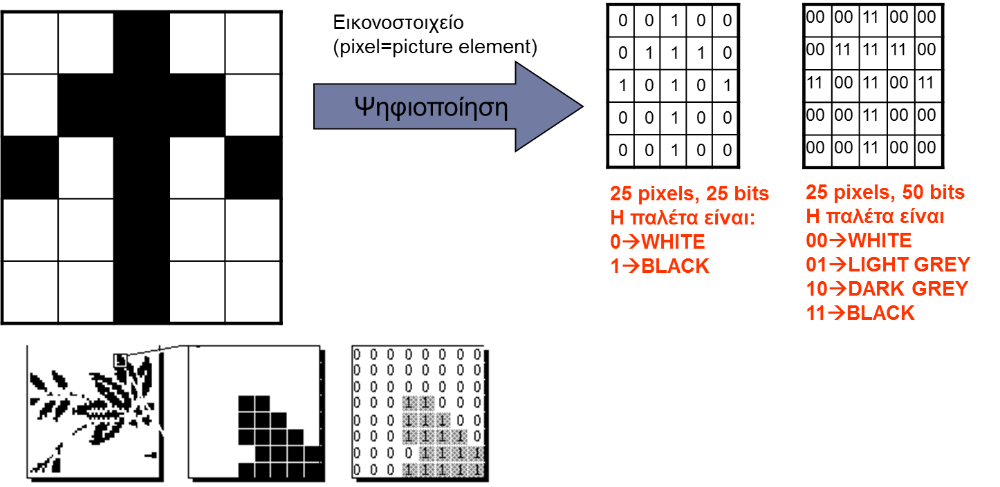 Εικονοστοιχείο
(pixel=picture element)
Ψηφιοποίηση
0 0 1 0 0
0 1 1 1 0
1 0 1 0 1
0 0 1 0 0
0 0 1 0 0
25 pixels, 25 bits
Η παλέτα είναι:
0→WHITE
1→BLACK
00 00 11 00 00
00 11 11 11 00
11 00 11 00 11
00 00 11 00 00
00 00 11 00 00
25 pixels, 50 bits
Η παλέτα είναι
00→WHITE
01→LIGHT GREY
10→DARK GREY
11→BLACK
0 0 0 0 0 0 0 0
0 0 0 0 0 0 0 0
0 0 0 0 0 0 0 0
0 0 0 1 1 0 0 0
0 0 0 1 1 1 0 0
0 0 0 1 1 1 1 0
0 0 0 0 1 1 1 1
0 0 0 1 1 1 1 1